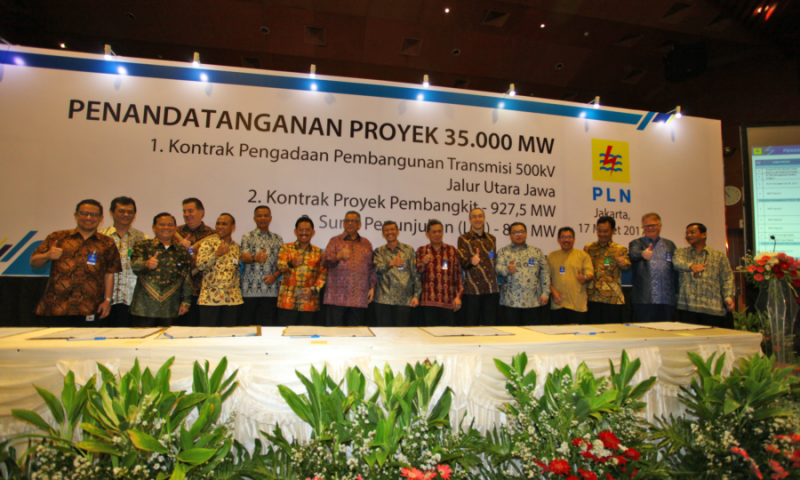 PENANDATANGANAN PROYEK 35.000 MW
1. Kontrak Pengadaan Pembangunan Transmisi 500kV
Jalur Utara Jawa
2. Kontrak Proyek Pembangkit - 927,5 MW
PLN
Jakarta,